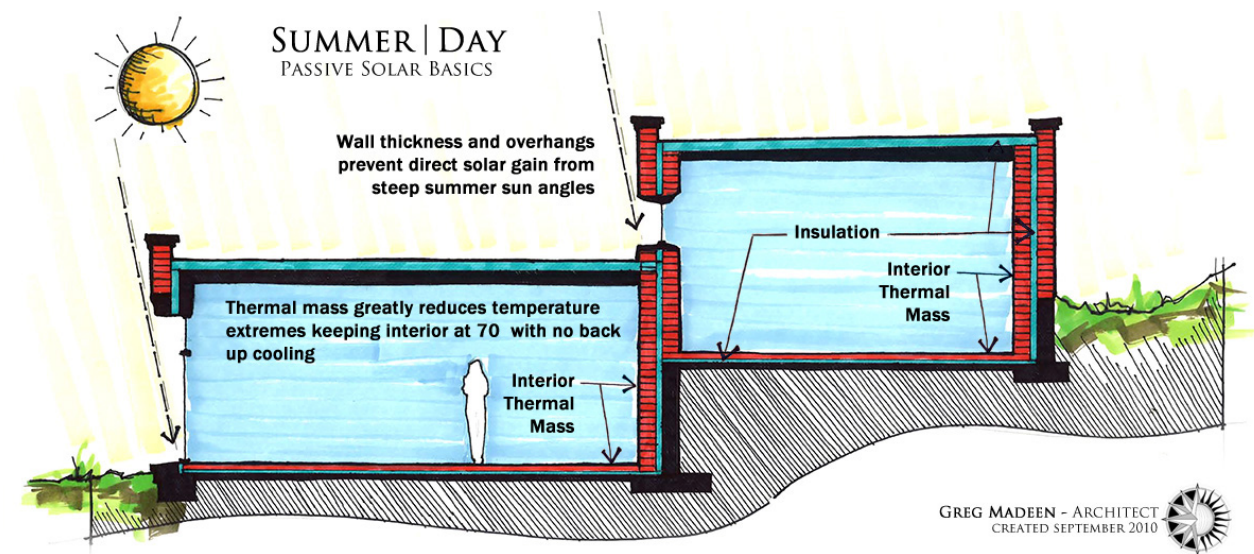 SUMMER | DAY
PASSIVE SOLAR BASICS
Wall thickness and overhangs
prevent direct solar gain from
steep summer sun angles
Insulation
Interior
Thermal
Mass
Thermal mass greatly reduces temperature
extremes keeping interior at 70 with no back
up cooling
Interior
Thermal
Mass
GREG MADEEN - ARCHITECT
CREATED SEPTEMBER 2010